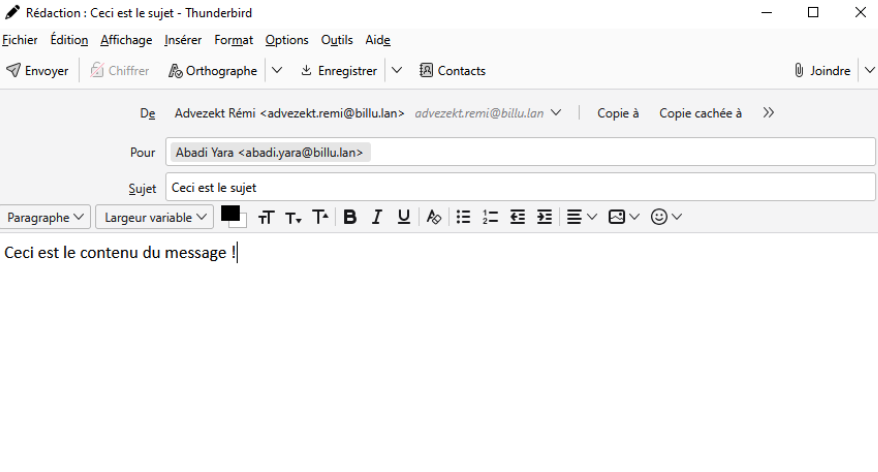 Rédaction : Ceci est le sujet - Thunderbird
Fichier Édition Affichage Insérer Format Options Outils Aide
Envoyer Chiffrer Orthographe Enregistrer Contacts Joindre
De Advezekt Rémi <advezekt.remi@billu.lan> advezekt.remi@billu.lan Copie à Copie cachée à
Pour Abadi Yara <abadi.yara@billu.lan>
Sujet Ceci est le sujet
Paragraphe Largeur variable
Ceci est le contenu du message !